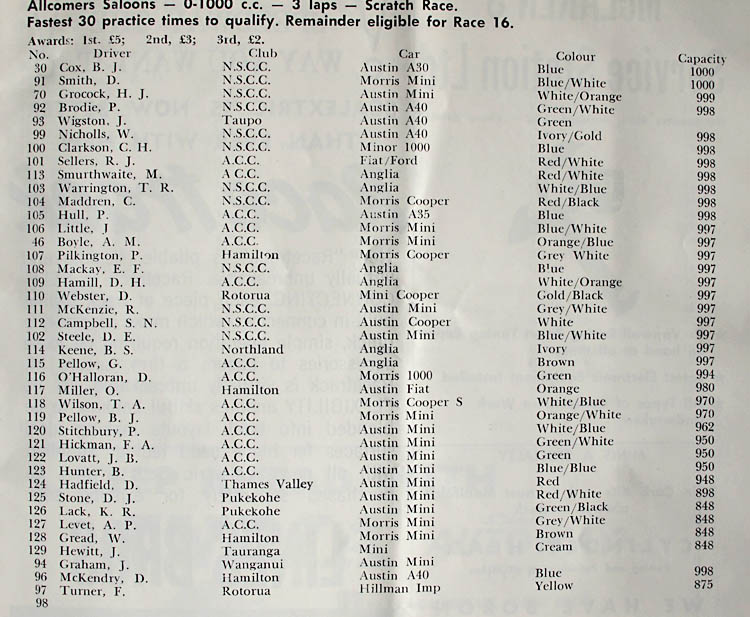 Allcomers Saloons — 0-1000 c.c. — 3 laps — Scratch Race.
Fastest 30 practice times to qualify. Remainder eligible for Race 16.
Awards: 1st. £5; 2nd, £3; 3rd, £2.
No. Driver Club Car Colour Capacity
30 Cox, B. J. N.S.C.C. Austin A30 Blue 1000
91 Smith, D. N.S.C.C. Morris Mini Blue/White 1000
70 Grocock, H. J. N.S.C.C. Austin Mini White/Orange 999
92 Brodie, P. N.S.C.C. Austin A40 Green/White 998
93 Wigston, J. Taupo Austin A40 Green
99 Nicholls, W. N.S.C.C. Austin A40 Ivory/Gold 998
100 Clarkson, C. H. N.S.C.C. Minor 1000 Blue 998
101 Sellers, R. J. A.C.C. Fiat/Ford Red/White 998
113 Smurthwaite, M. A.C.C. Anglia Red/White 998
103 Warrington, T. R. N.S.C.C. Anglia White/Blue 998
104 Maddren, C. N.S.C.C. Morris Cooper Red/Black 998
105 Hull, P. A.C.C. Austin A35 Blue 998
106 Little, J A.C.C. Morris Mini Blue/White 997
46 Boyle, A. M. A.C.C. Morris Mini Orange/Blue 997
107 Pilkington, P. Hamilton Morris Cooper Grey White 997
108 Mackay, E. F. N.S.C.C. Anglia Blue 997
109 Hamill, D. H. A.C.C. Anglia White/Orange 997
110 Webster, D. Rotorua Mini Cooper Gold/Black 997
111 McKenzie, R. N.S.C.C. Austin Mini Grey/White 997
112 Campbell, S. N. N.S.C.C. Austin Cooper White 997
102 Steele, D. E. N.S.C.C. Austin Mini Blue/White 997
114 Keene, B. S. Northland Anglia Ivory 997
115 Pellow, G. A.C.C. Anglia Brown 997
116 O'Halloran, D. A.C.C. Morris 1000 Green 994
117 Miller, O. Hamilton Austin Fiat Orange 980
118 Wilson, T. A. A.C.C. Morris Cooper S White/Blue 970
119 Pellow, B. J. A.C.C. Morris Mini Orange/White 970
120 Stitchbury, P. A.C.C. Morris Mini White/Blue 962
121 Hickman, F. A. A.C.C. Austin Mini Green/White 950
122 Lovatt, J. B. A.C.C. Austin Mini Green 950
123 Hunter, B. A.C.C. Austin Mini Blue/Blue 950
124 Hadfield, D. Thames Valley Austin Mini Red 948
125 Stone, D. J. Pukekohe Austin Mini Red/White 898
126 Lack, K. R. Pukekohe Austin Mini Green/Black 848
127 Levet, A. P. A.C.C. Morris Mini Grey/White 848
128 Gread, W. Hamilton Morris Mini Brown 848
129 Hewitt, J. Tauranga Mini Cream 848
94 Graham, J. Wanganui Austin Mini
96 McKendry, D. Hamilton Austin A40 Blue 998
97 Turner, F. Rotorua Hillman Imp Yellow 875
98